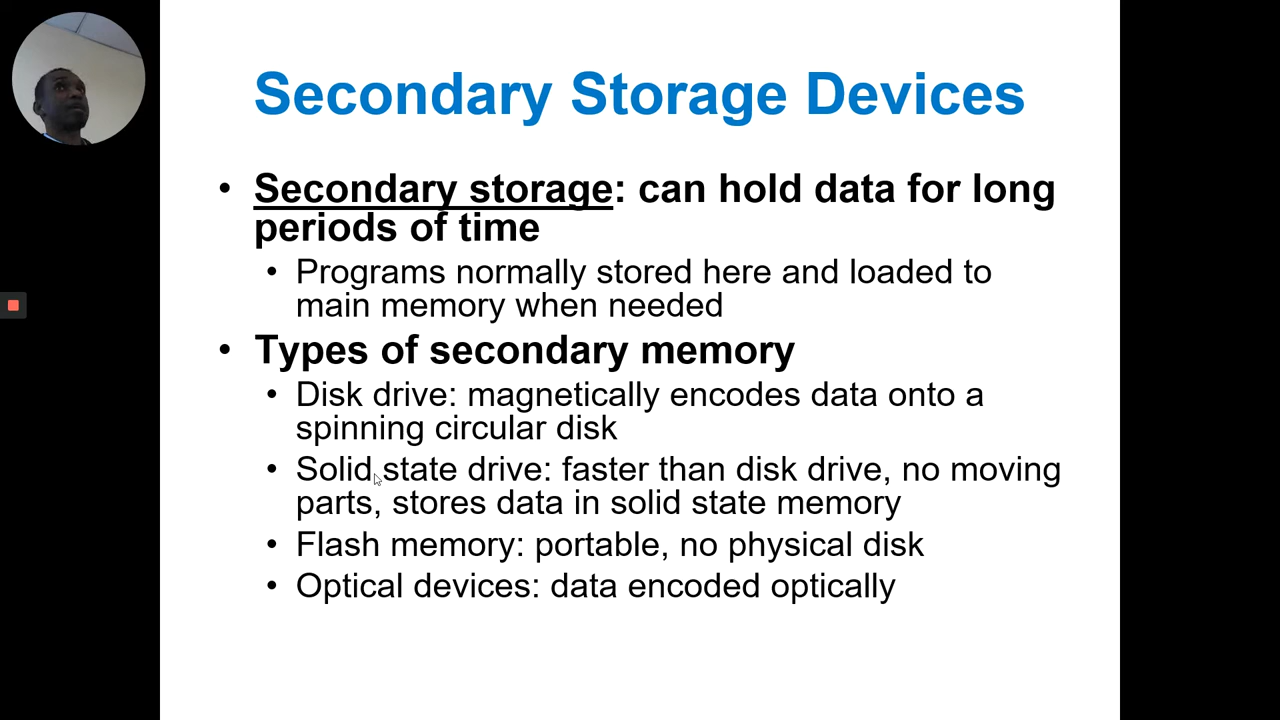 Secondary Storage Devices
• Secondary storage: can hold data for long
periods of time
• Programs normally stored here and loaded to
main memory when needed
• Types of secondary memory
• Disk drive: magnetically encodes data onto a
spinning circular disk
• Solid state drive: faster than disk drive, no moving
parts, stores data in solid state memory
• Flash memory: portable, no physical disk
• Optical devices: data encoded optically